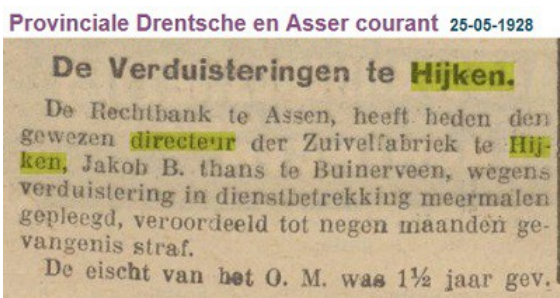 Provinciale Drentsche en Asser courant 25-05-1928
De Verduisteringen te Hijken.
De Rechtbank te Assen, heeft heden den
gewezen directeur der Zuivelfabriek te Hij-
ken, Jakob B. thans te Buinerveen, wegens
verduistering in dienstbetrekking meermalen
gepleegd, veroordeeld tot negen maanden ge-
vangenis straf.
De eischt van het O. M. was 1½ jaar gev.